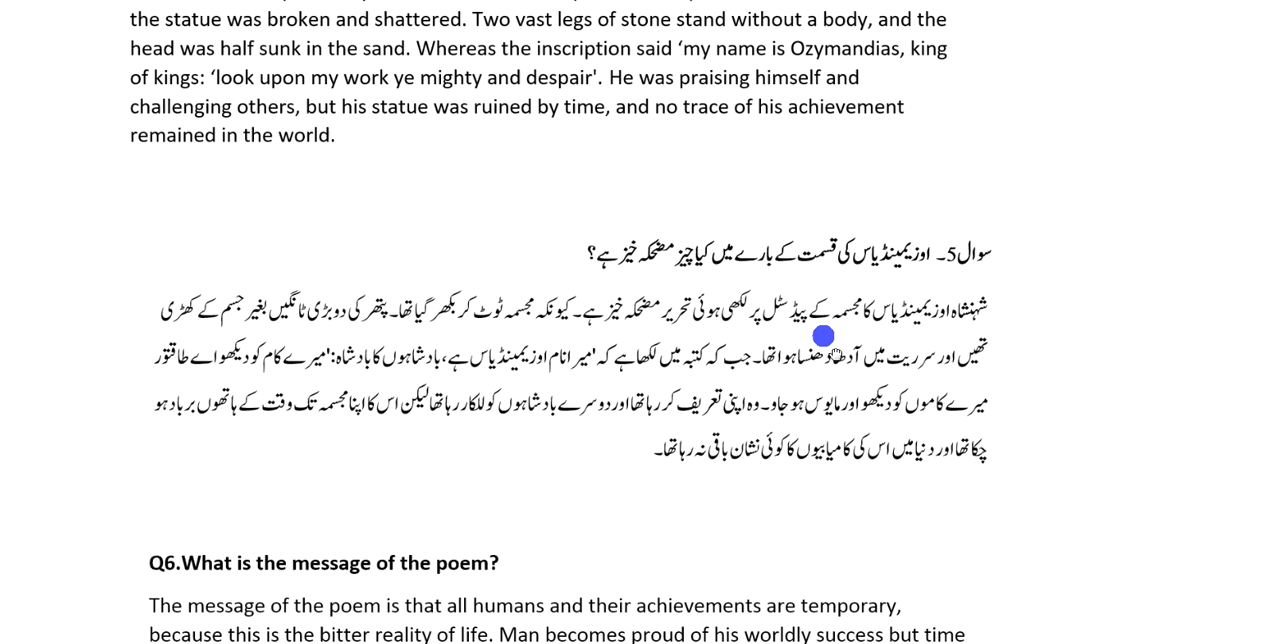 the statue was broken and shattered. Two vast legs of stone stand without a body, and the
head was half sunk in the sand. Whereas the inscription said ‘my name is Ozymandias, king
of kings: ‘look upon my work ye mighty and despair'. He was praising himself and
challenging others, but his statue was ruined by time, and no trace of his achievement
remained in the world.
سوال5۔ اوزیمینڈیاس کی قسمت کے بارے میں کیا چیز مضحکہ خیز ہے؟
شہنشاہ اوزیمینڈیاس کا مجسمہ کے پیڈسٹل پر لکھی ہوئی تحریر مضحکہ خیز ہے۔ کیونکہ مجسمہ ٹوٹ کر بکھر گیا تھا۔ پتھر کی دو بڑی ٹانگیں بغیر جسم کے کھڑی
تھیں اور سر ریت میں آدھا دھنسا ہوا تھا۔ جب کہ کتبہ میں لکھا ہے کہ 'میرا نام اوزیمینڈیاس ہے، بادشاہوں کا بادشاہ: 'میرے کام کو دیکھو اے طاقتور
میرے کاموں کو دیکھو اور مایوس ہو جاو۔ وہ اپنی تعریف کر رہا تھا اور دوسرے بادشاہوں کو للکار رہا تھا لیکن اس کا اپنا مجسمہ تک وقت کے ہاتھوں برباد ہو
چکا تھا اور دنیا میں اس کی کامیابیوں کا کوئی نشان باقی نہ رہا تھا۔
Q6.What is the message of the poem?
The message of the poem is that all humans and their achievements are temporary,
because this is the bitter reality of life. Man becomes proud of his worldly success but time